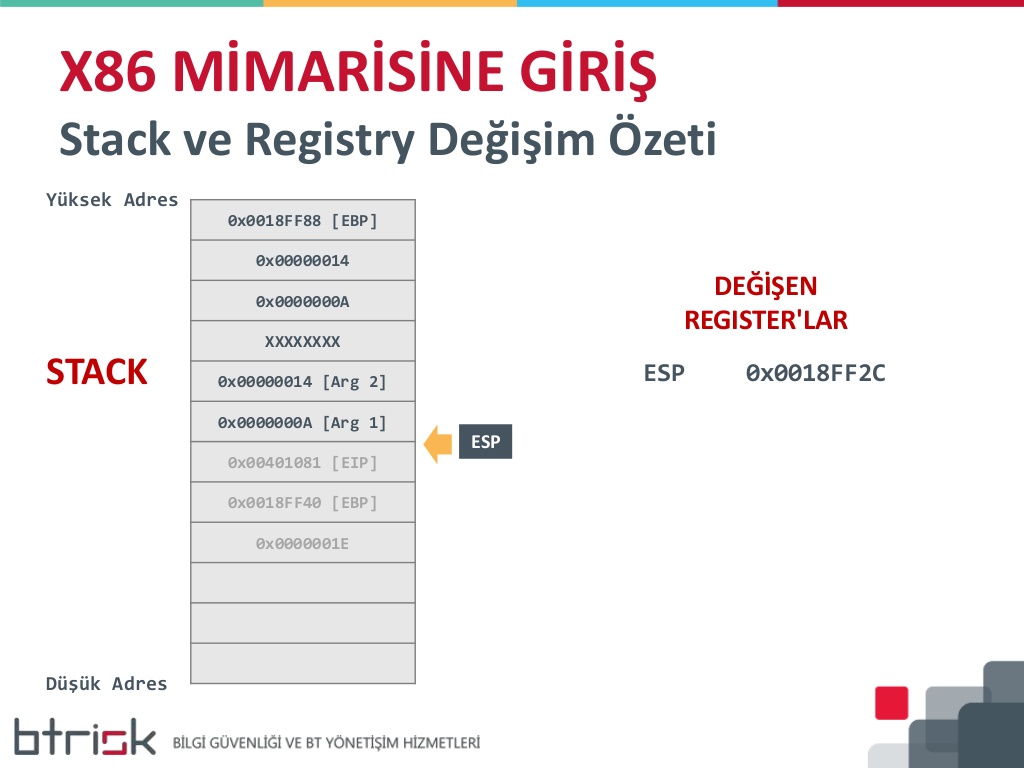 X86 MİMARİSİNE GİRİŞ
Stack ve Registry Değişim Özeti
Yüksek Adres
0x0018FF88 [EBP]
0x00000014
0x0000000A
XXXXXXXX
STACK
0x00000014 [Arg 2]
0x0000000A [Arg 1]
ESP
0x00401081 [EIP]
0x0018FF40 [EBP]
0x0000001E
Düşük Adres
DEĞİŞEN
REGISTER'LAR
ESP 0x0018FF2C
btrisk BİLGİ GÜVENLİĞİ VE BT YÖNETİŞİM HİZMETLERİ